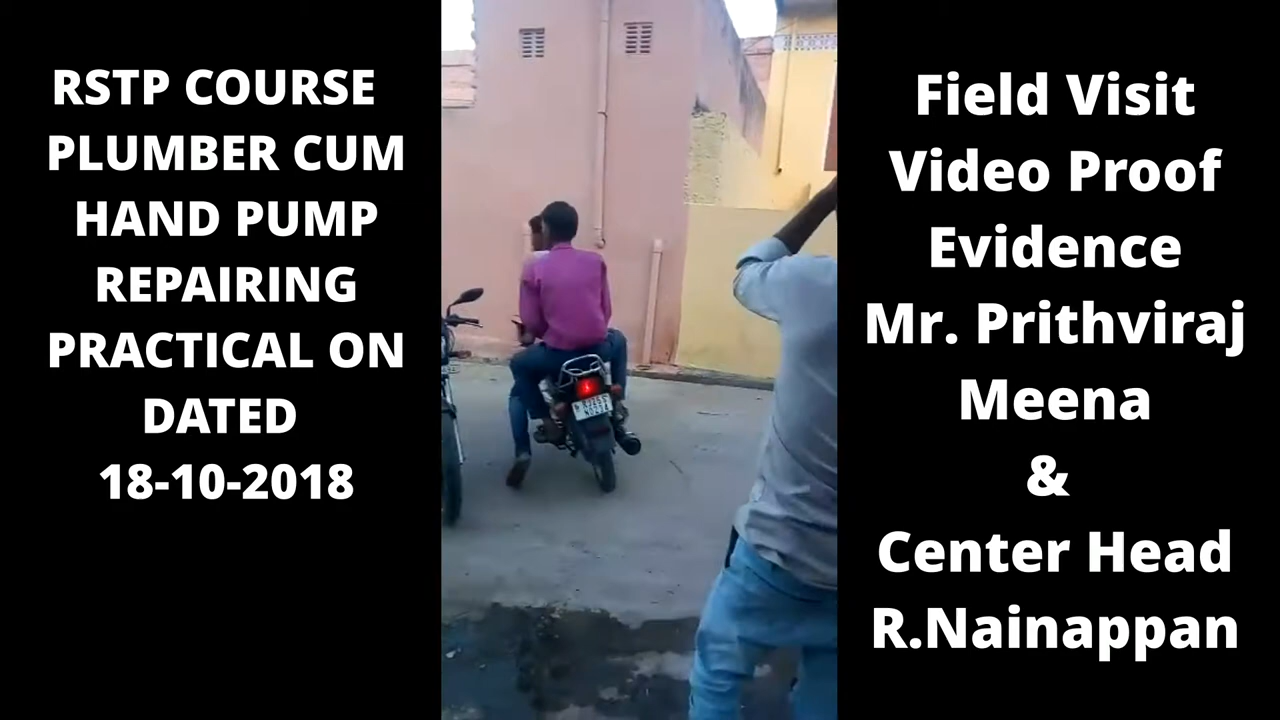 RSTP COURSE
PLUMBER CUM
HAND PUMP
REPAIRING
PRACTICAL ON
DATED
18-10-2018
Field Visit
Video Proof
Evidence
Mr. Prithviraj
Meena
&
Center Head
R.Nainappan